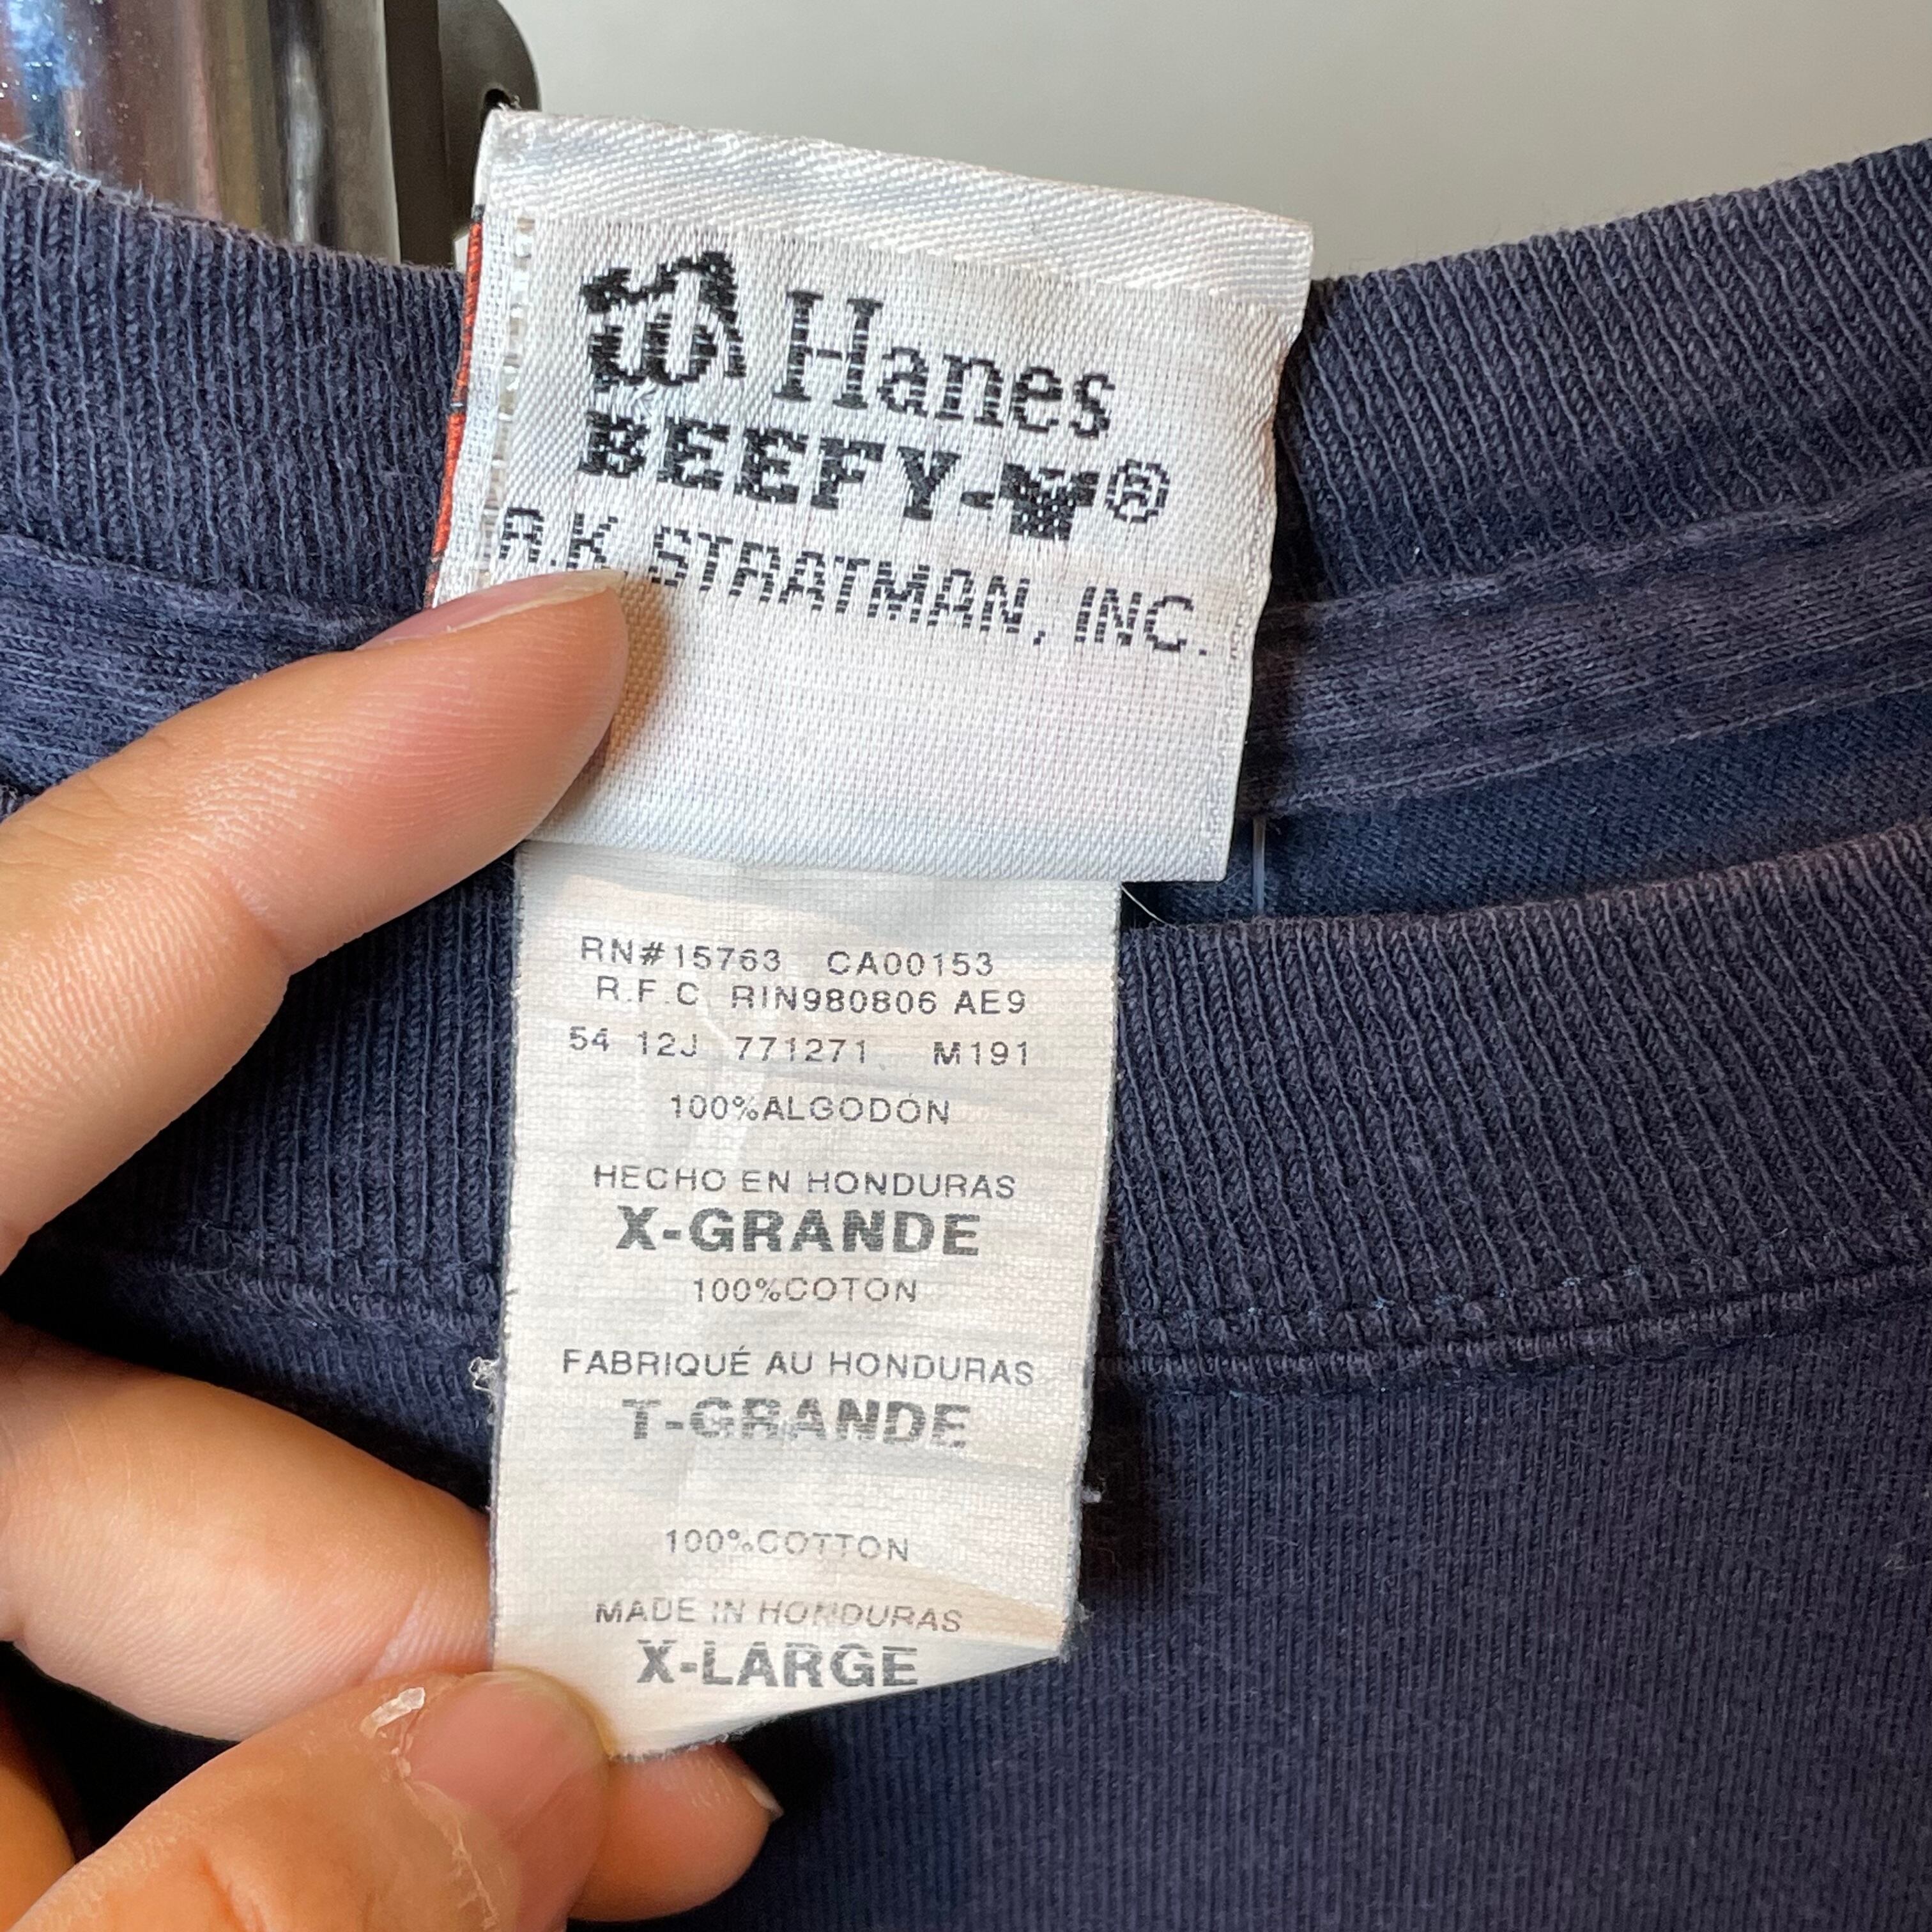 Hanes
BEEFY-T®
R.K STRATMAN, INC.
RN#15763 CA00153
R.F.C RIN980806 AE9
54 12J 771271 M191
100%ALGODÓN
HECHO EN HONDURAS
X-GRANDE
100%COTON
FABRIQUÉ AU HONDURAS
T-GRANDE
100%COTTON
MADE IN HONDURAS
X-LARGE